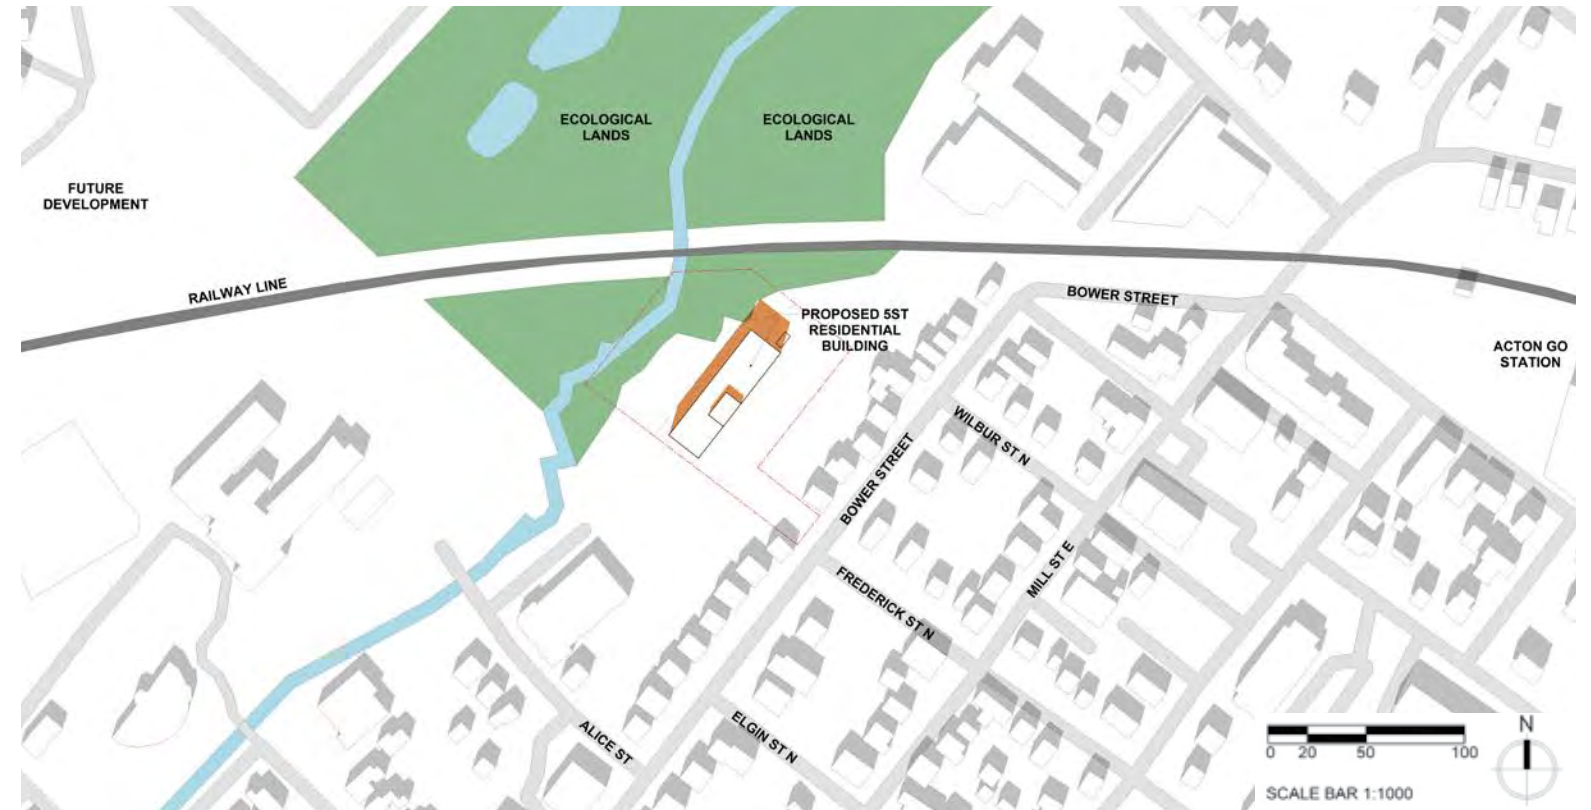 ECOLOGICAL
LANDS
ECOLOGICAL
LANDS
FUTURE
DEVELOPMENT
RAILWAY LINE
BOWER STREET
PROPOSED 5ST
RESIDENTIAL
BUILDING
ACTON GO
STATION
WILBUR ST N
BOWER STREET
MILL ST E
FREDERICK ST N
ELGIN ST N
ALICE ST
N
0 20 50 100
SCALE BAR 1:1000